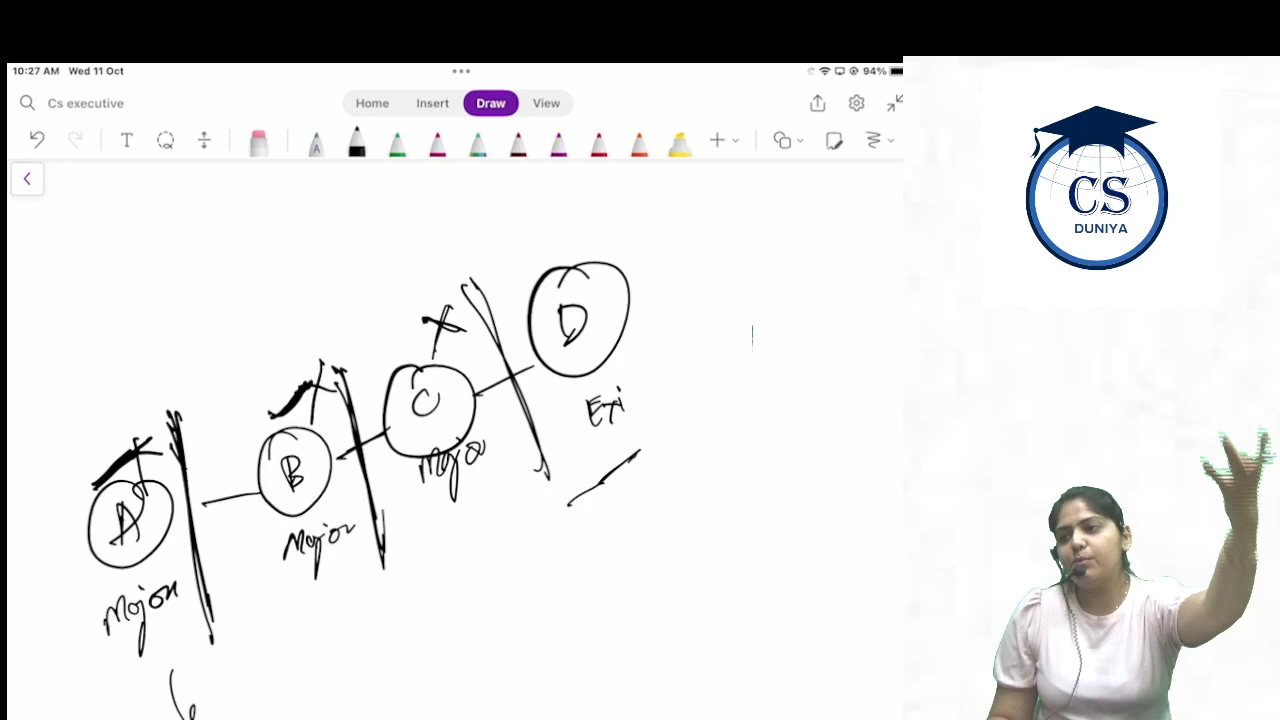 10:27 AM Wed 11 Oct
94%
Cs executive
Home Insert Draw View
A
CS
DUNIYA
D
C
Exi
Major
B
Major
A
Major